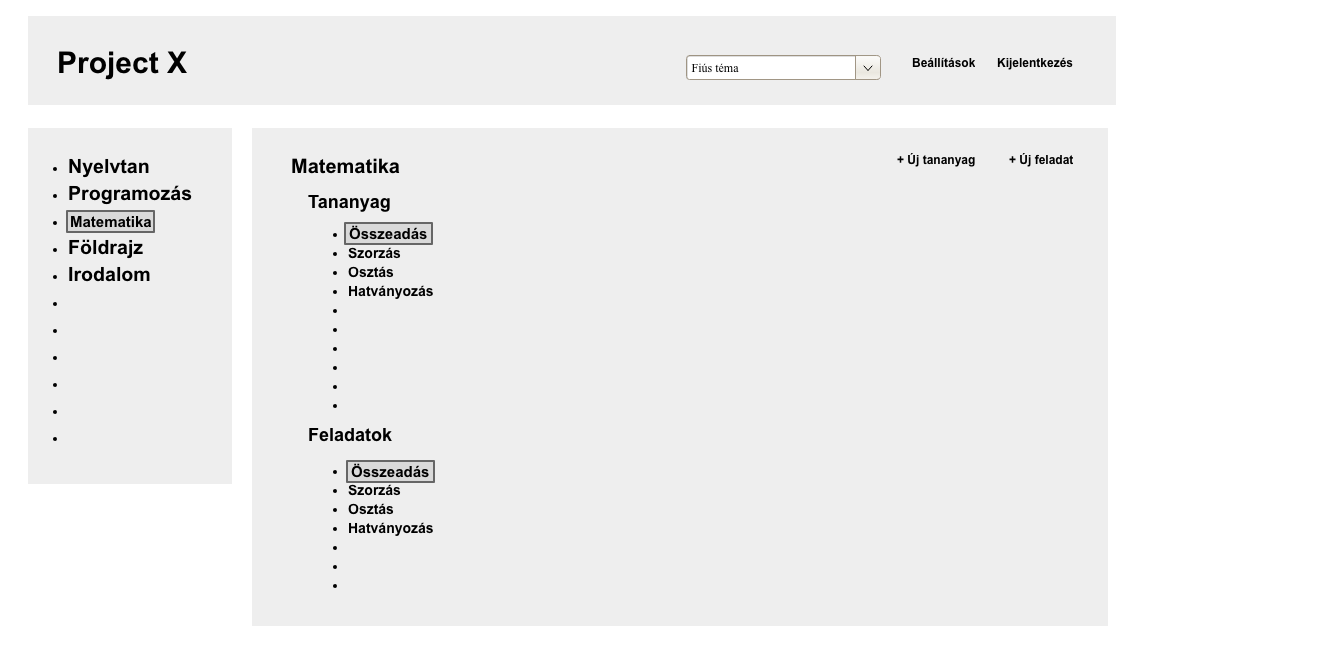 Project X
Fiús téma
Beállítások
Kijelentkezés
Nyelvtan
Programozás
Matematika
Földrajz
Irodalom
Matematika
+ Új tananyag
+ Új feladat
Tananyag
Összeadás
Szorzás
Osztás
Hatványozás
Feladatok
Összeadás
Szorzás
Osztás
Hatványozás